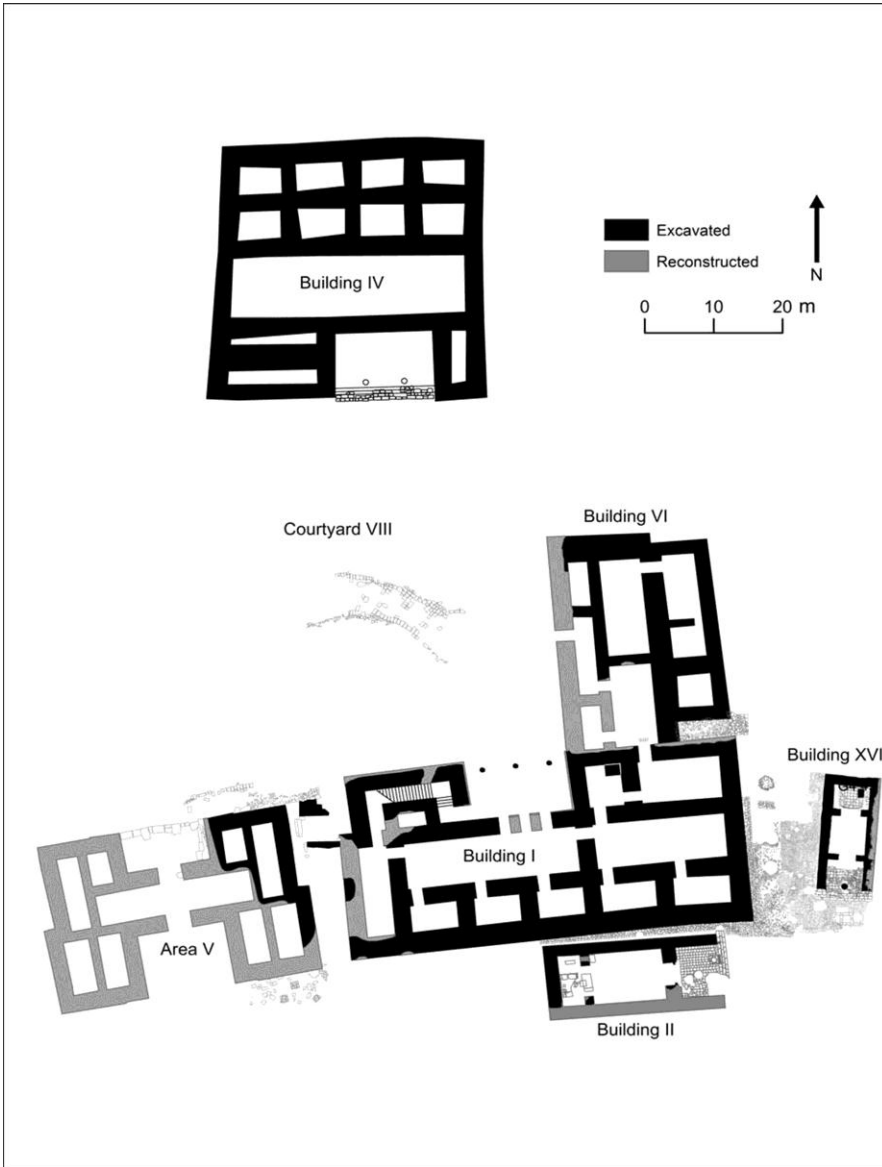 Building IV
Excavated
Reconstructed
N
0 10 20 m
Courtyard VIII
Building VI
Building XVI
Building I
Area V
Building II